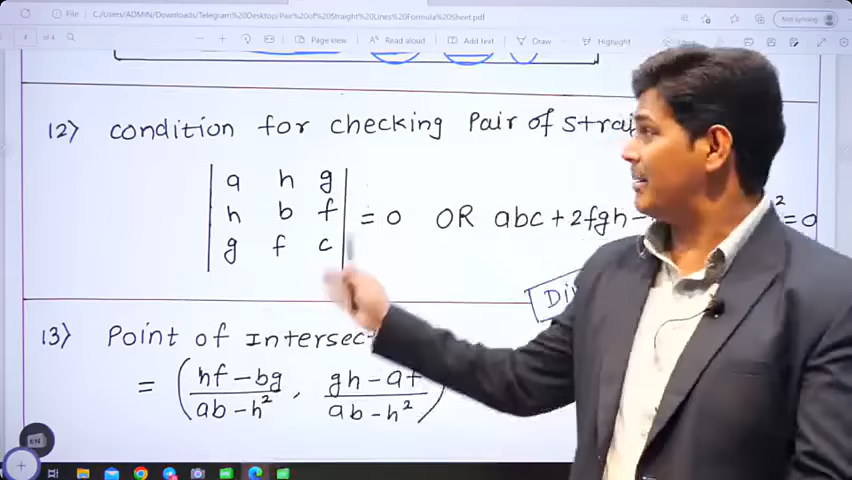 C:/Users/ADMIN/Downloads/Telegram%20Desktop/Pair%20of%20Straight%20Lines%20Formula%20Sheet.pdf
Not syncing
4 of 4
Page view
Read aloud
Add text
Draw
Highlight
12> condition for checking Pair of strai
a h g
h b f
g f c
= 0 OR abc + 2fgh - 2 = 0
13> Point of Intersec
= (hf - bg / ab - h², gh - af / ab - h²)
EN